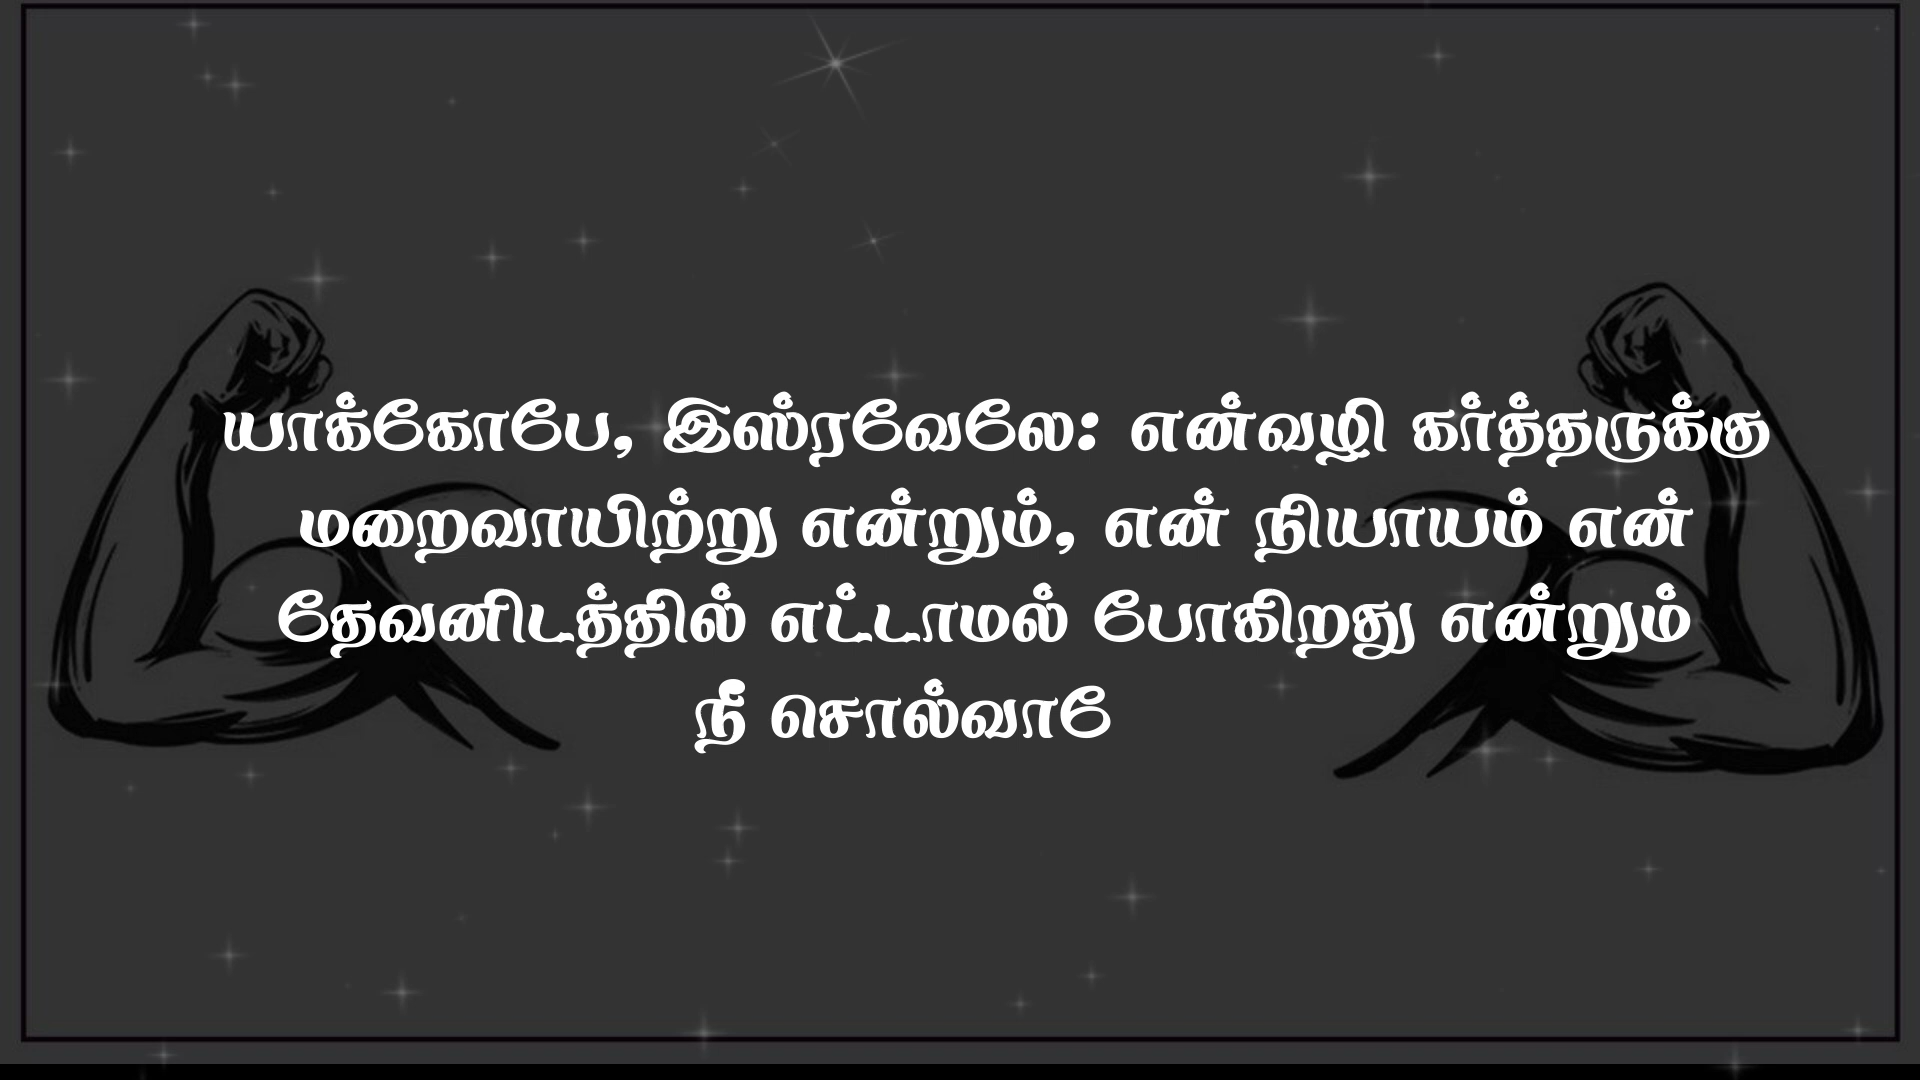 யாக்கோபே, இஸ்ரவேலே: என்வழி கர்த்தருக்கு
மறைவாயிற்று என்றும், என் நியாயம் என்
தேவனிடத்தில் எட்டாமல் போகிறது என்றும்
நீ சொல்வாே